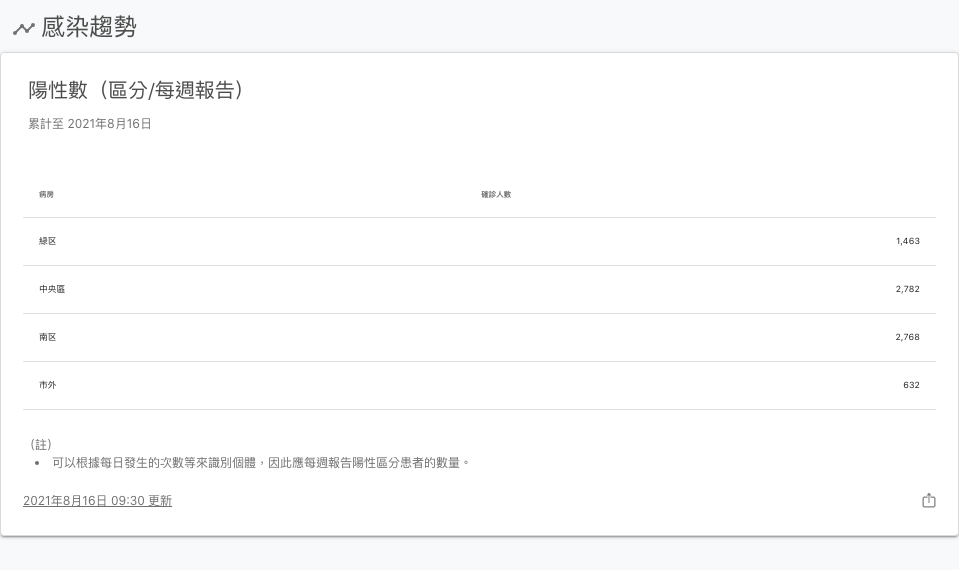 感染趨勢
陽性數（區分/每週報告）
累計至 2021年8月16日
病房 確診人數
緑区 1,463
中央區 2,782
南区 2,768
市外 632
（註）
• 可以根據每日發生的次數等來識別個體，因此應每週報告陽性區分患者的數量。
2021年8月16日 09:30 更新